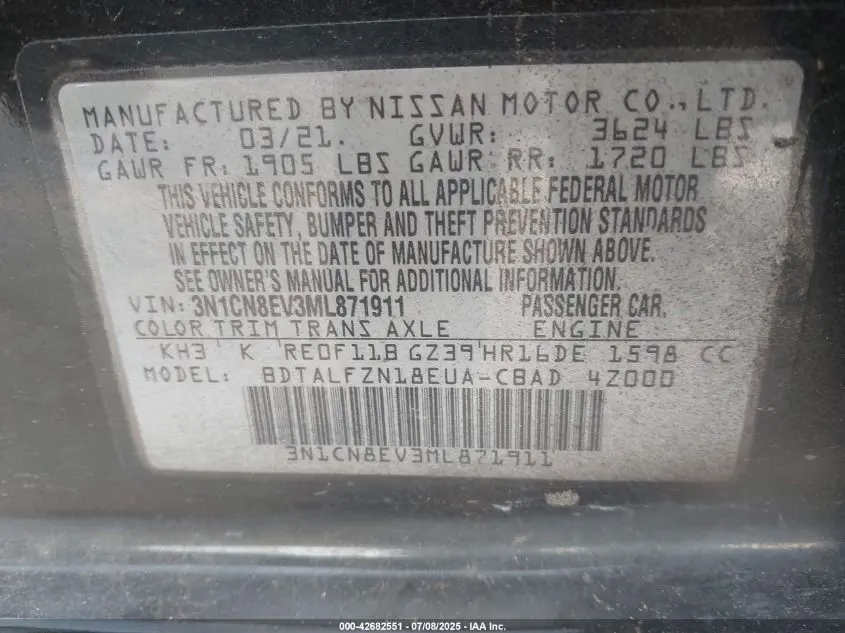 MANUFACTURED BY NISSAN MOTOR CO., LTD.
DATE: 03/21. GVWR: 3624 LBS
GAWR FR: 1905 LBS GAWR RR: 1720 LBS
THIS VEHICLE CONFORMS TO ALL APPLICABLE FEDERAL MOTOR
VEHICLE SAFETY, BUMPER AND THEFT PREVENTION STANDARDS
IN EFFECT ON THE DATE OF MANUFACTURE SHOWN ABOVE.
SEE OWNER'S MANUAL FOR ADDITIONAL INFORMATION.
VIN: 3N1CN8EV3ML871911 PASSENGER CAR.
COLOR TRIM TRANS AXLE ENGINE
KH3 K RE0F11B GZ39 HR16DE 1598 CC
MODEL: BDTALFZN18EUA-CBAD 4Z000
3N1CN8EV3ML871911
000-42682551 | 07/08/2025 - IAA Inc.